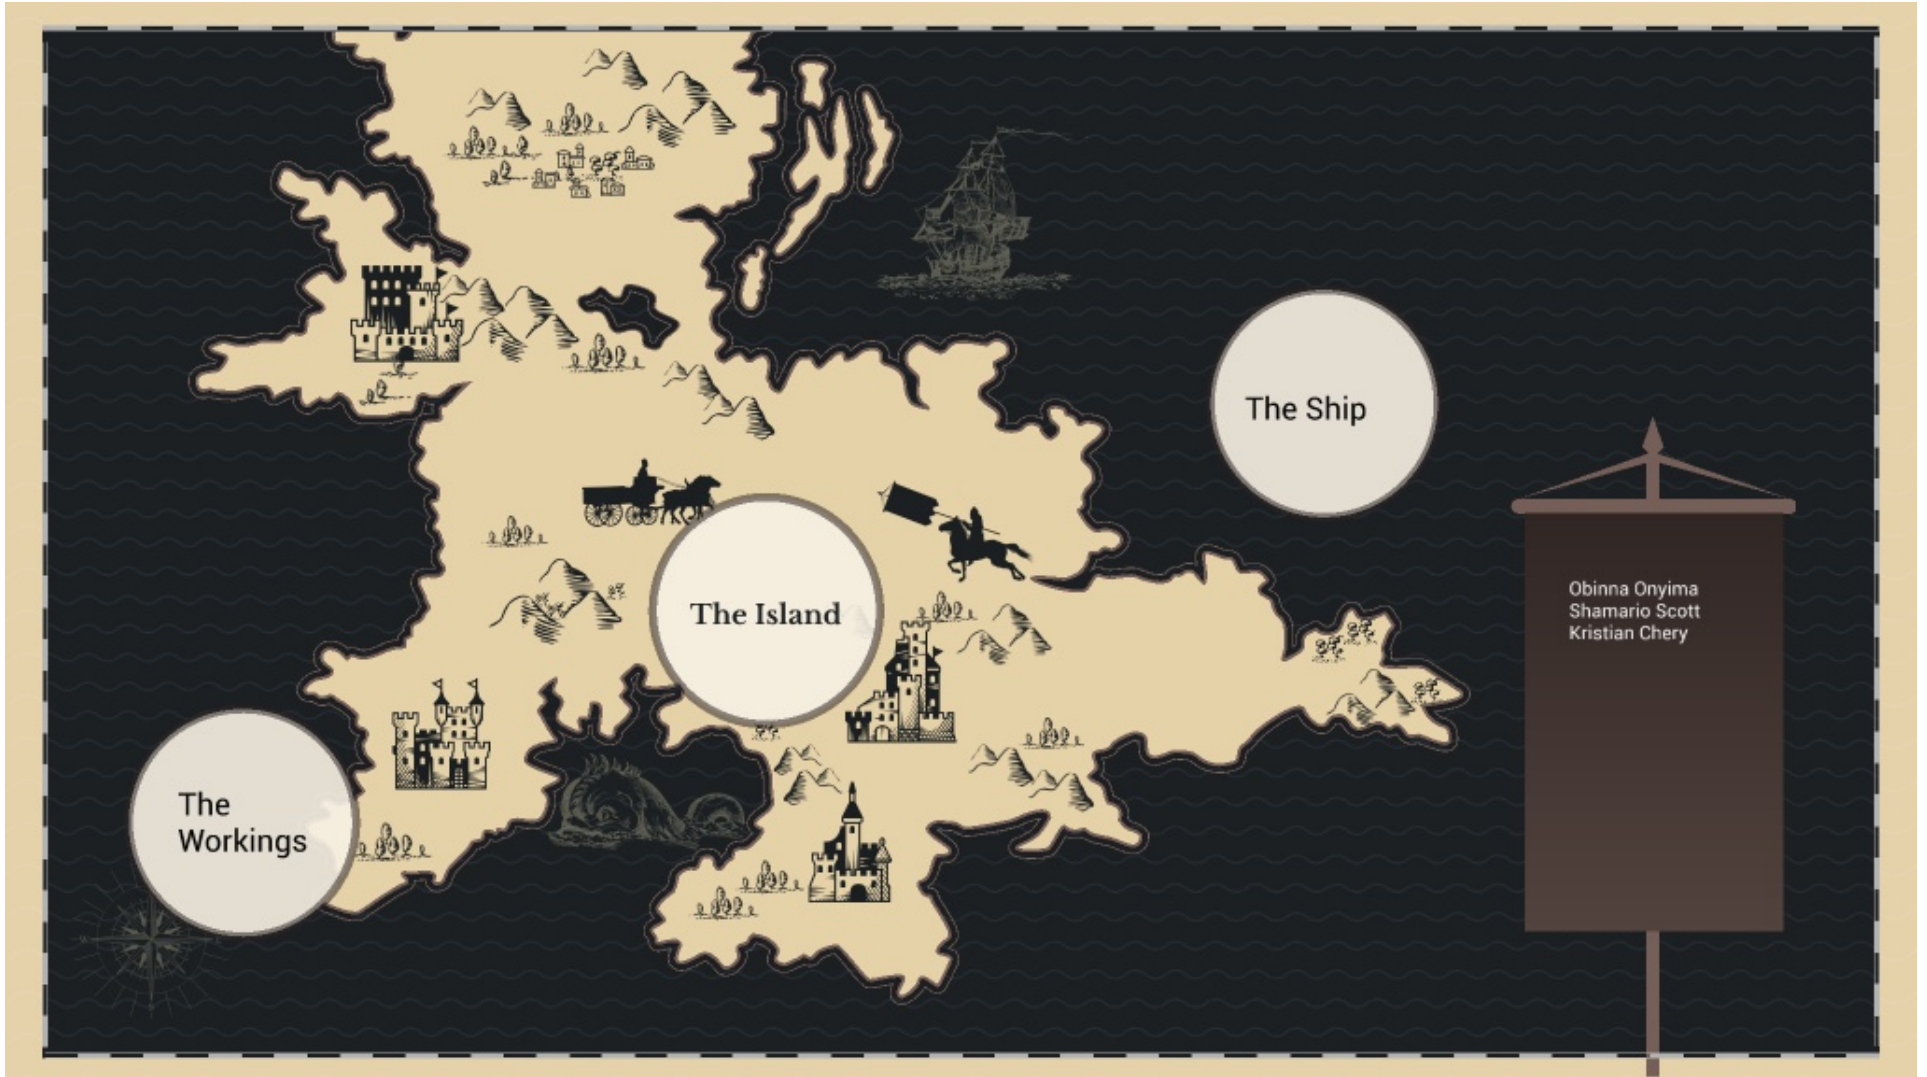 The Ship
Obinna Onyima
Shamario Scott
Kristian Chery
The Island
The
Workings